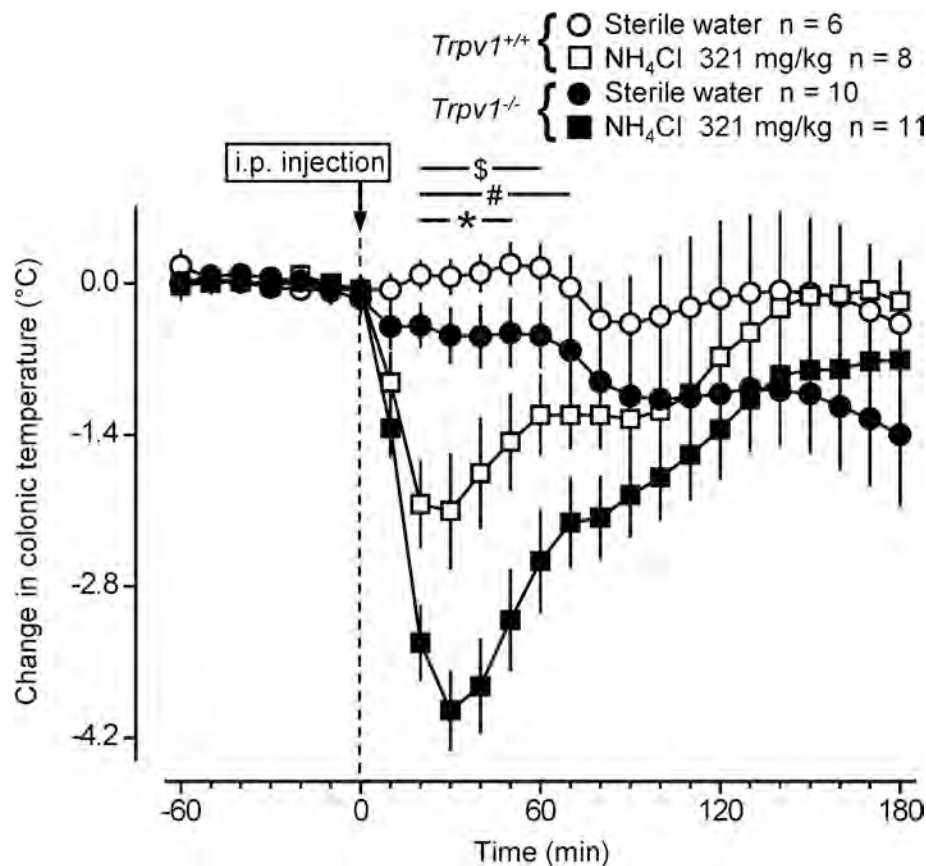 Trpv1+/+ { Sterile water n = 6
NH4Cl 321 mg/kg n = 8
Trpv1-/- { Sterile water n = 10
NH4Cl 321 mg/kg n = 11
i.p. injection
$
#
*
Change in colonic temperature (°C)
0.0
-1.4
-2.8
-4.2
-60 0 60 120 180
Time (min)